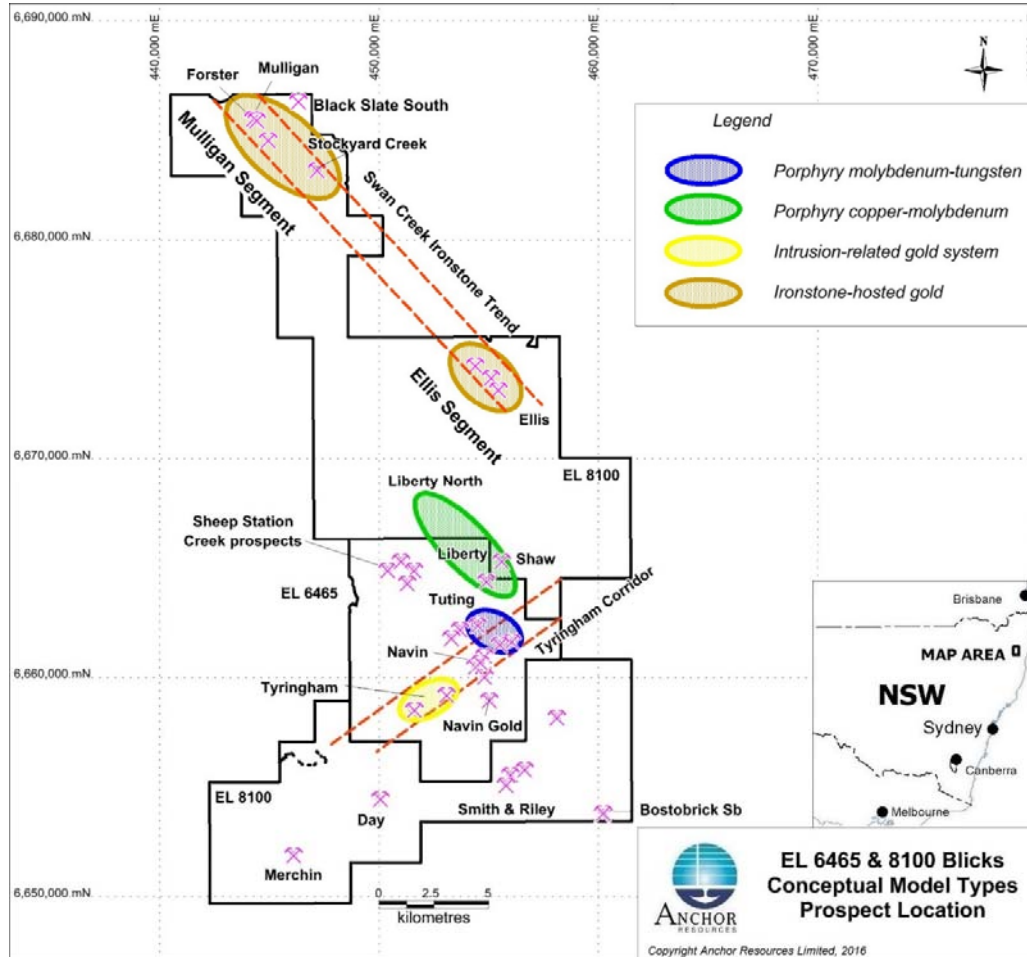 6,690,000 mE
440,000 mE
450,000 mE
460,000 mE
470,000 mE
N
Forster
Mulligan
Black Slate South
Stockyard Creek
Mulligan Segment
Swan Creek Ironstone Trend
6,680,000 mN
Legend
Porphyry molybdenum-tungsten
Porphyry copper-molybdenum
Intrusion-related gold system
Ironstone-hosted gold
Ellis Segment
Ellis
6,670,000 mN
EL 8100
Liberty North
Sheep Station
Creek prospects
Liberty
Shaw
EL 6465
Tuting
Tyringham Corridor
Navin
6,660,000 mN
Tyringham
Navin Gold
EL 8100
Day
Smith & Riley
Bostobrick Sb
Merchin
6,650,000 mN
0 2.5 5
kilometres
Brisbane
MAP AREA
NSW
Sydney
Canberra
Melbourne
ANCHOR
RESOURCES
EL 6465 & 8100 Blicks
Conceptual Model Types
Prospect Location
Copyright Anchor Resources Limited, 2016